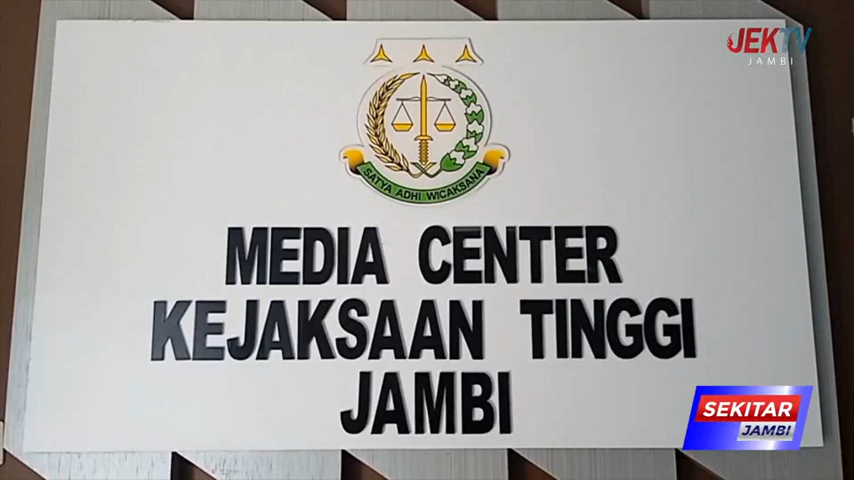 JEKTV
JAMBI
SATYA ADHI WICAKSANA
MEDIA CENTER
KEJAKSAAN TINGGI
JAMBI
SEKITAR
JAMBI